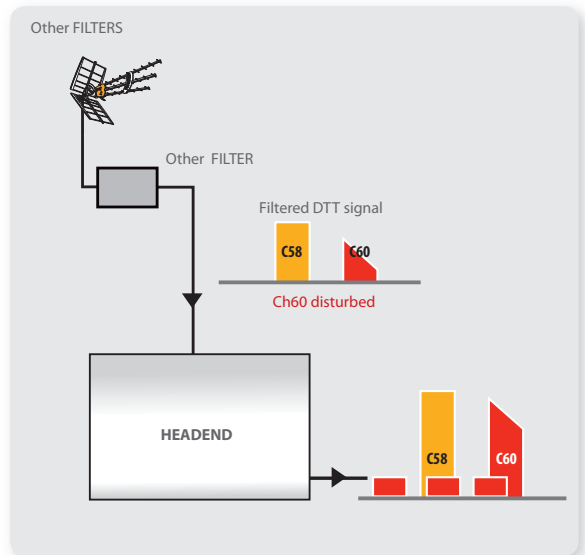 Other FILTERS
Other FILTER
Filtered DTT signal
C58
C60
Ch60 disturbed
HEADEND
C58
C60